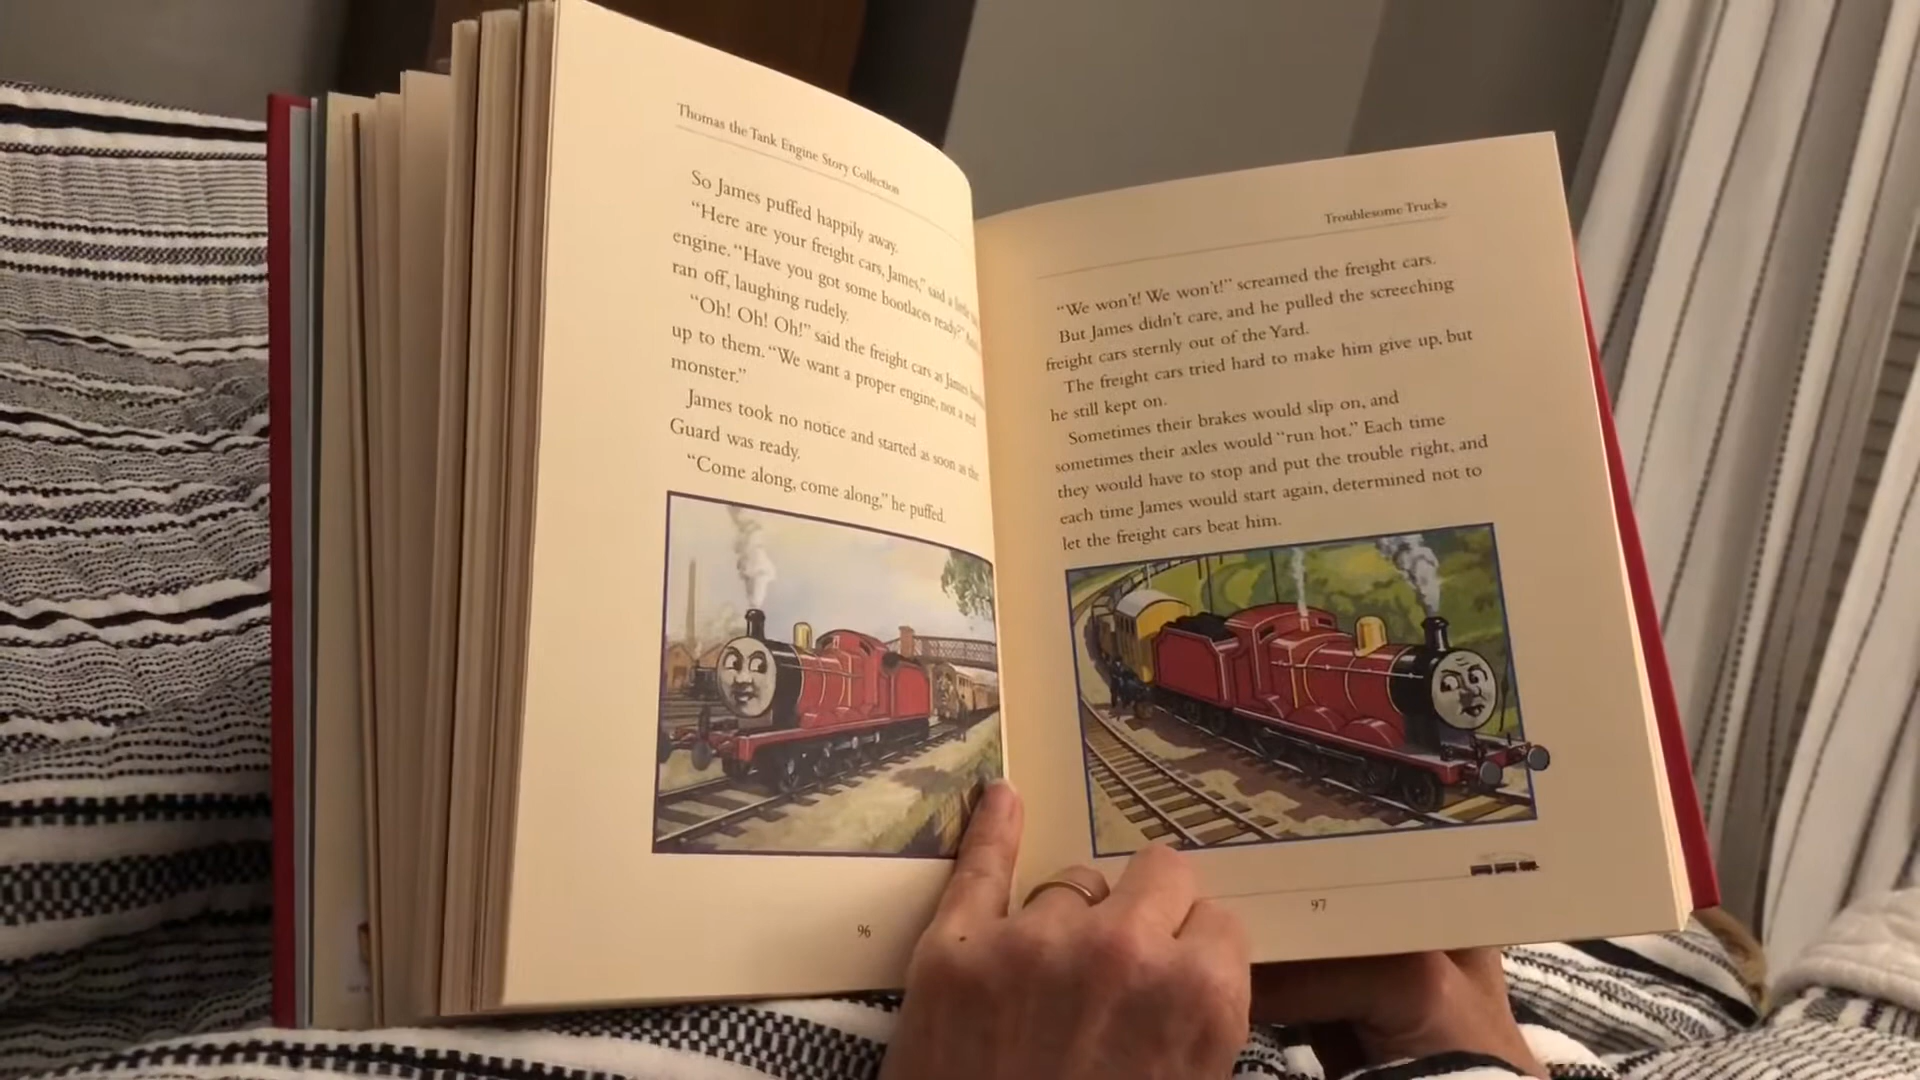 Thomas the Tank Engine Story Collection
So James puffed happily away.
“Here are your freight cars, James,” said a little
engine. “Have you got some bootlaces ready?” And
ran off, laughing rudely.
“Oh! Oh! Oh!” said the freight cars as James
up to them. “We want a proper engine, not a red
monster.”
James took no notice and started as soon as the
Guard was ready.
“Come along, come along,” he puffed.
96
Troublesome Trucks
“We won’t! We won’t!” screamed the freight cars.
But James didn’t care, and he pulled the screeching
freight cars sternly out of the Yard.
The freight cars tried hard to make him give up, but
he still kept on.
Sometimes their brakes would slip on, and
sometimes their axles would “run hot.” Each time
they would have to stop and put the trouble right, and
each time James would start again, determined not to
let the freight cars beat him.
97